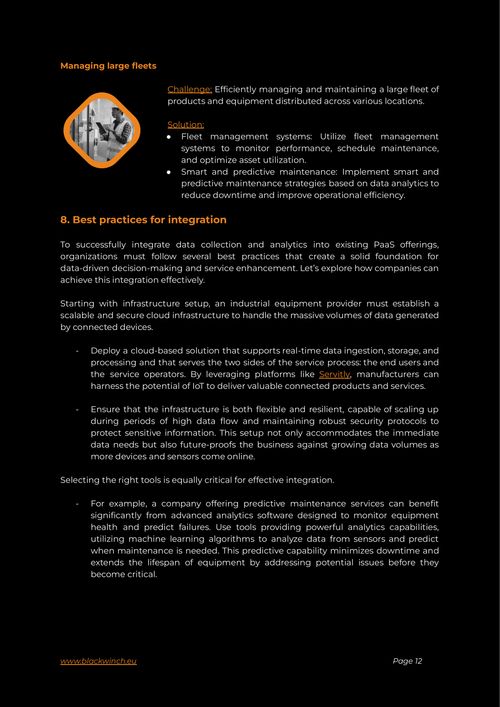 Managing large fleets
Challenge: Efficiently managing and maintaining a large fleet of
products and equipment distributed across various locations.
Solution:
● Fleet management systems: Utilize fleet management
systems to monitor performance, schedule maintenance,
and optimize asset utilization.
● Smart and predictive maintenance: Implement smart and
predictive maintenance strategies based on data analytics to
reduce downtime and improve operational efficiency.
8. Best practices for integration
To successfully integrate data collection and analytics into existing PaaS offerings,
organizations must follow several best practices that create a solid foundation for
data-driven decision-making and service enhancement. Let's explore how companies can
achieve this integration effectively.
Starting with infrastructure setup, an industrial equipment provider must establish a
scalable and secure cloud infrastructure to handle the massive volumes of data generated
by connected devices.
- Deploy a cloud-based solution that supports real-time data ingestion, storage, and
processing and that serves the two sides of the service process: the end users and
the service operators. By leveraging platforms like Servitly, manufacturers can
harness the potential of IoT to deliver valuable connected products and services.
- Ensure that the infrastructure is both flexible and resilient, capable of scaling up
during periods of high data flow and maintaining robust security protocols to
protect sensitive information. This setup not only accommodates the immediate
data needs but also future-proofs the business against growing data volumes as
more devices and sensors come online.
Selecting the right tools is equally critical for effective integration.
- For example, a company offering predictive maintenance services can benefit
significantly from advanced analytics software designed to monitor equipment
health and predict failures. Use tools providing powerful analytics capabilities,
utilizing machine learning algorithms to analyze data from sensors and predict
when maintenance is needed. This predictive capability minimizes downtime and
extends the lifespan of equipment by addressing potential issues before they
become critical.
www.blackwinch.eu
Page 12